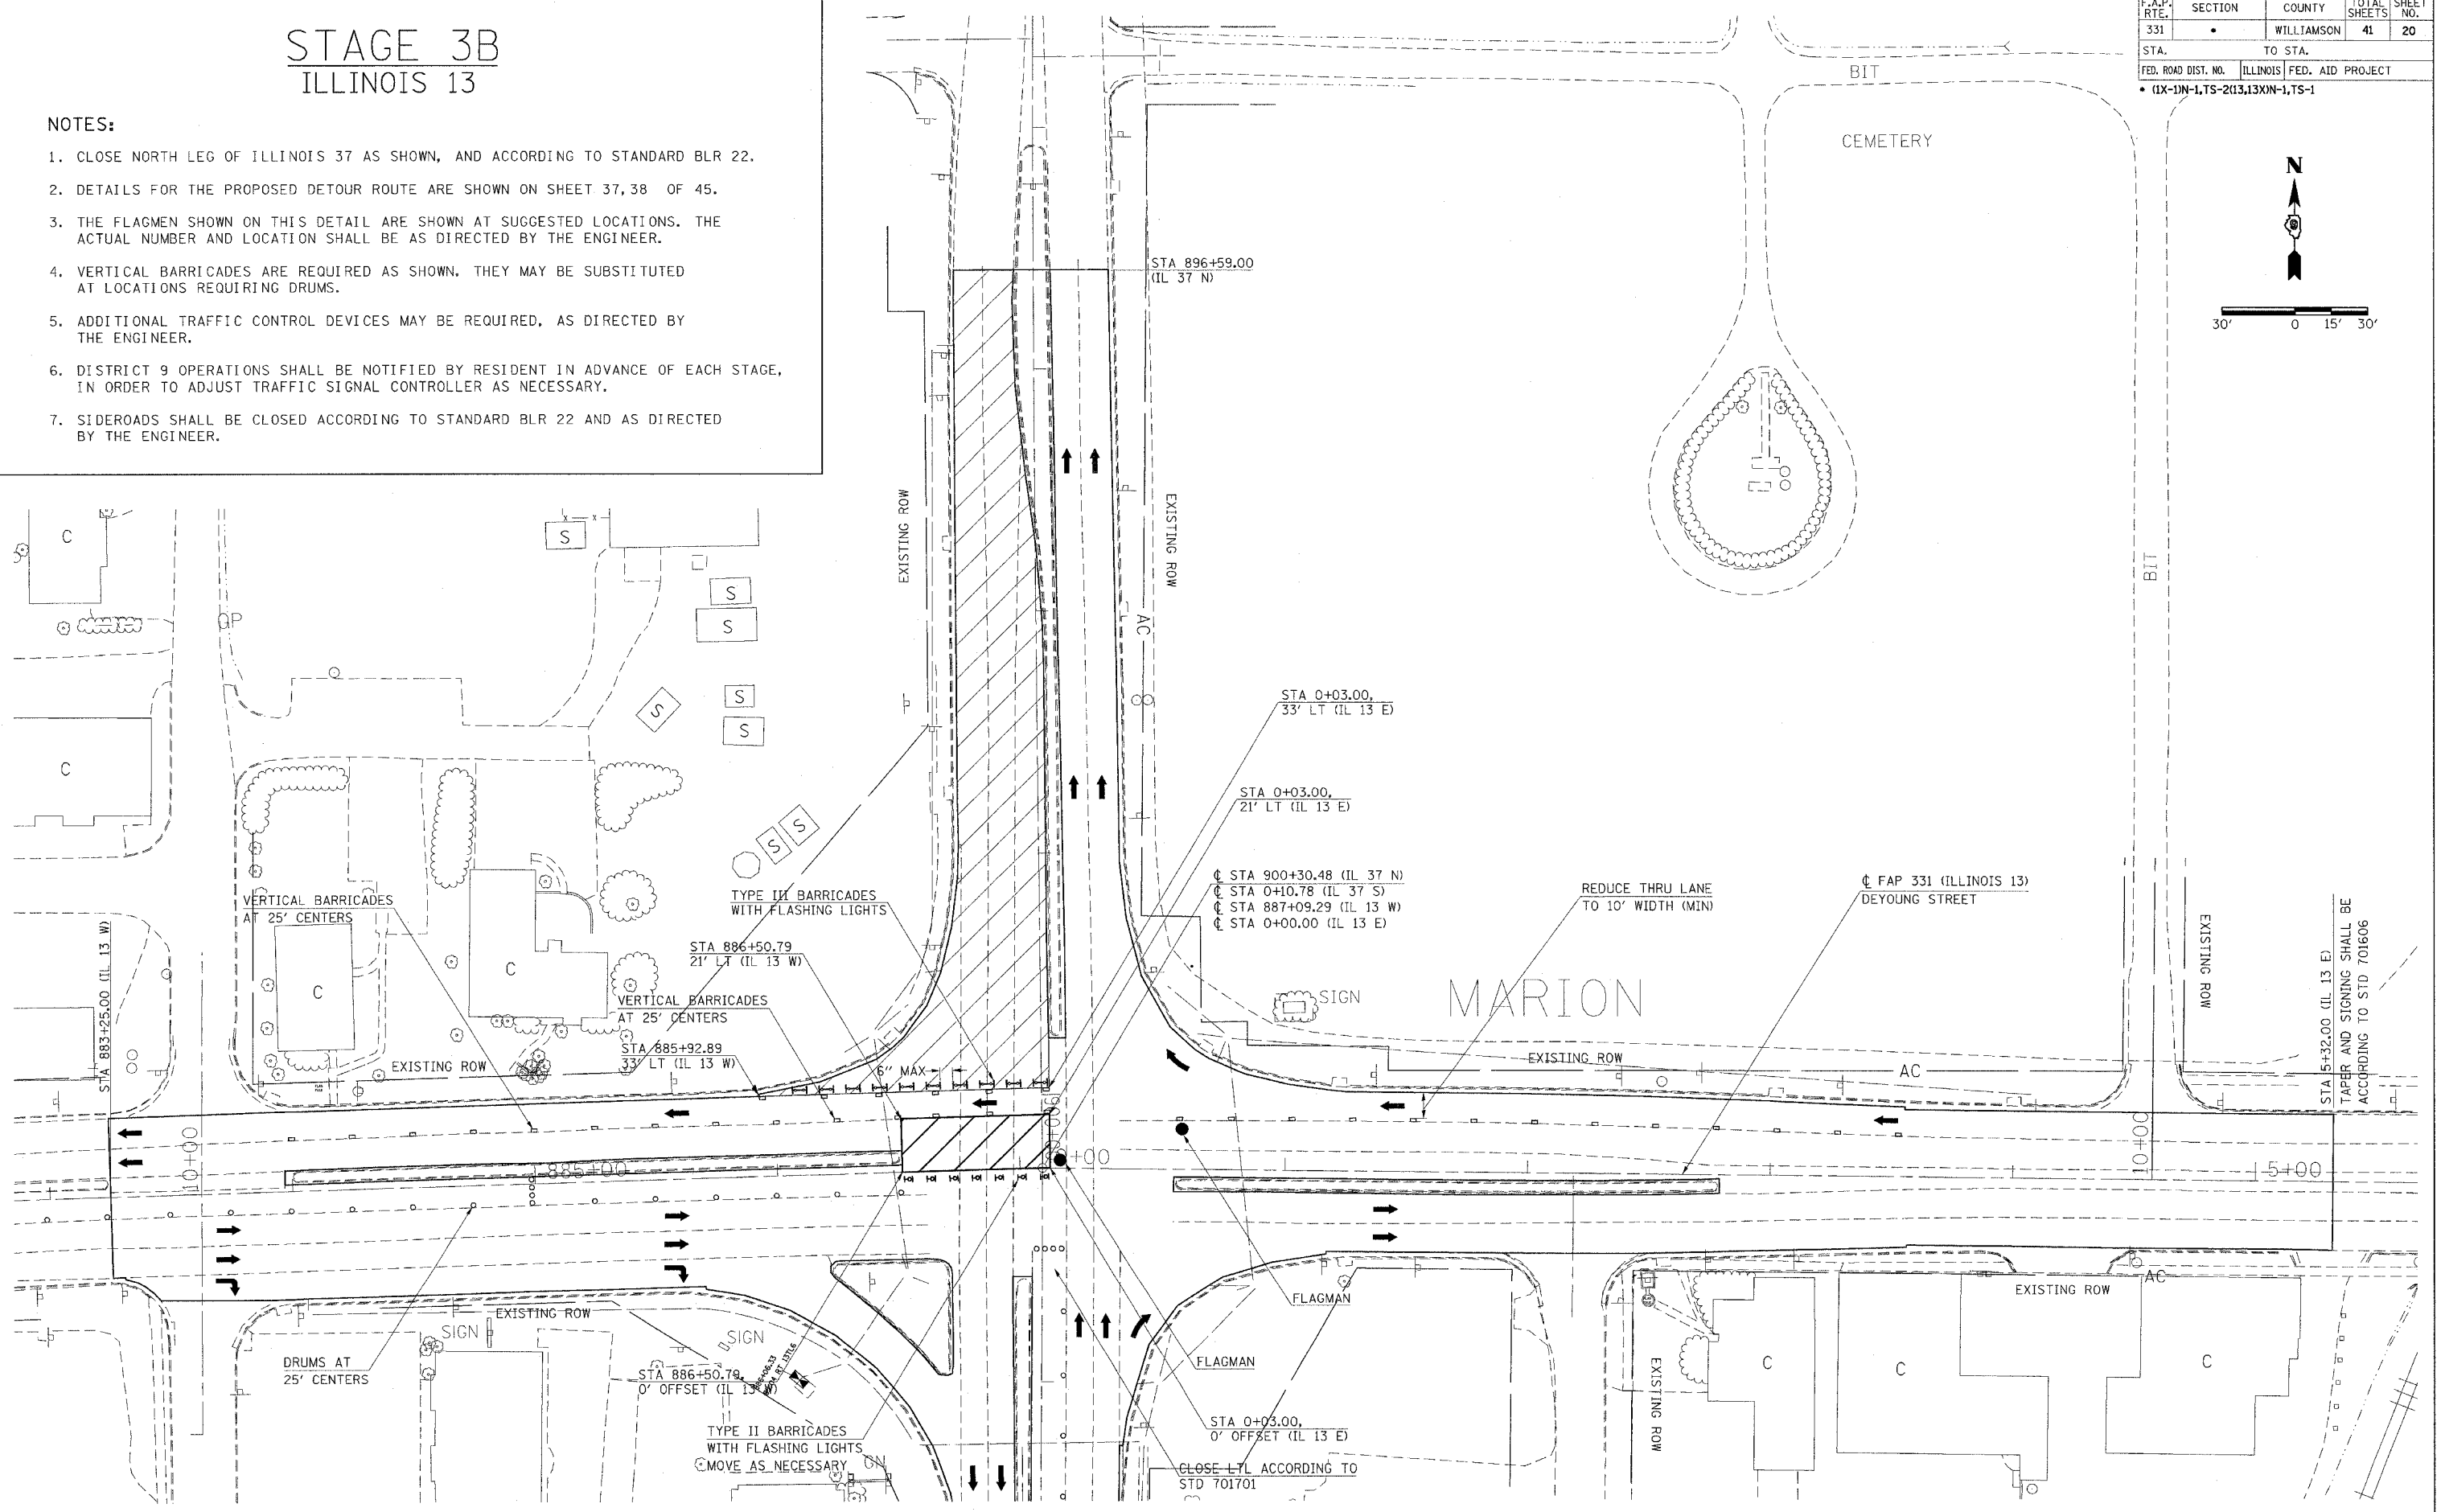 STAGE 3B
ILLINOIS 13
NOTES:
1. CLOSE NORTH LEG OF ILLINOIS 37 AS SHOWN, AND ACCORDING TO STANDARD BLR 22.
2. DETAILS FOR THE PROPOSED DETOUR ROUTE ARE SHOWN ON SHEET 37,38 OF 45.
3. THE FLAGMEN SHOWN ON THIS DETAIL ARE SHOWN AT SUGGESTED LOCATIONS. THE
ACTUAL NUMBER AND LOCATION SHALL BE AS DIRECTED BY THE ENGINEER.
4. VERTICAL BARRICADES ARE REQUIRED AS SHOWN. THEY MAY BE SUBSTITUTED
AT LOCATIONS REQUIRING DRUMS.
5. ADDITIONAL TRAFFIC CONTROL DEVICES MAY BE REQUIRED, AS DIRECTED BY
THE ENGINEER.
6. DISTRICT 9 OPERATIONS SHALL BE NOTIFIED BY RESIDENT IN ADVANCE OF EACH STAGE,
IN ORDER TO ADJUST TRAFFIC SIGNAL CONTROLLER AS NECESSARY.
7. SIDEROADS SHALL BE CLOSED ACCORDING TO STANDARD BLR 22 AND AS DIRECTED
BY THE ENGINEER.
F.A.P. RTE. SECTION COUNTY TOTAL SHEETS SHEET NO.
331 • WILLIAMSON 41 20
STA. TO STA.
FED. ROAD DIST. NO. ILLINOIS FED. AID PROJECT
• (1X-1)N-1,TS-2(13,13X)N-1,TS-1
BIT
CEMETERY
N
30' 0 15' 30'
STA 896+59.00
(IL 37 N)
EXISTING ROW
EXISTING ROW
BIT
C
S
S
S
GP
AC
S
S
S
C
STA 0+03.00,
33' LT (IL 13 E)
STA 0+03.00,
21' LT (IL 13 E)
S
S
TYPE III BARRICADES
WITH FLASHING LIGHTS
VERTICAL BARRICADES
AT 25' CENTERS
℄ STA 900+30.48 (IL 37 N)
℄ STA 0+10.78 (IL 37 S)
℄ STA 887+09.29 (IL 13 W)
℄ STA 0+00.00 (IL 13 E)
REDUCE THRU LANE
TO 10' WIDTH (MIN)
℄ FAP 331 (ILLINOIS 13)
DEYOUNG STREET
STA 883+25.00 (IL 13 W)
STA 886+50.79
21' LT (IL 13 W)
C
C
VERTICAL BARRICADES
AT 25' CENTERS
MARION
SIGN
EXISTING ROW
STA 5+32.00 (IL 13 E)
TAPER AND SIGNING SHALL BE
ACCORDING TO STD 701606
STA 885+92.89
33' LT (IL 13 W)
EXISTING ROW
6" MAX
EXISTING ROW
AC
10+00
885+00
10+00
5+00
FLAGMAN
EXISTING ROW
SIGN
SIGN
AC
EXISTING ROW
DRUMS AT
25' CENTERS
STA 886+50.79,
0' OFFSET (IL 13 W)
FLAGMAN
EXISTING ROW
C
C
C
TYPE II BARRICADES
WITH FLASHING LIGHTS
MOVE AS NECESSARY
STA 0+03.00,
0' OFFSET (IL 13 E)
CLOSE LTL ACCORDING TO
STD 701701